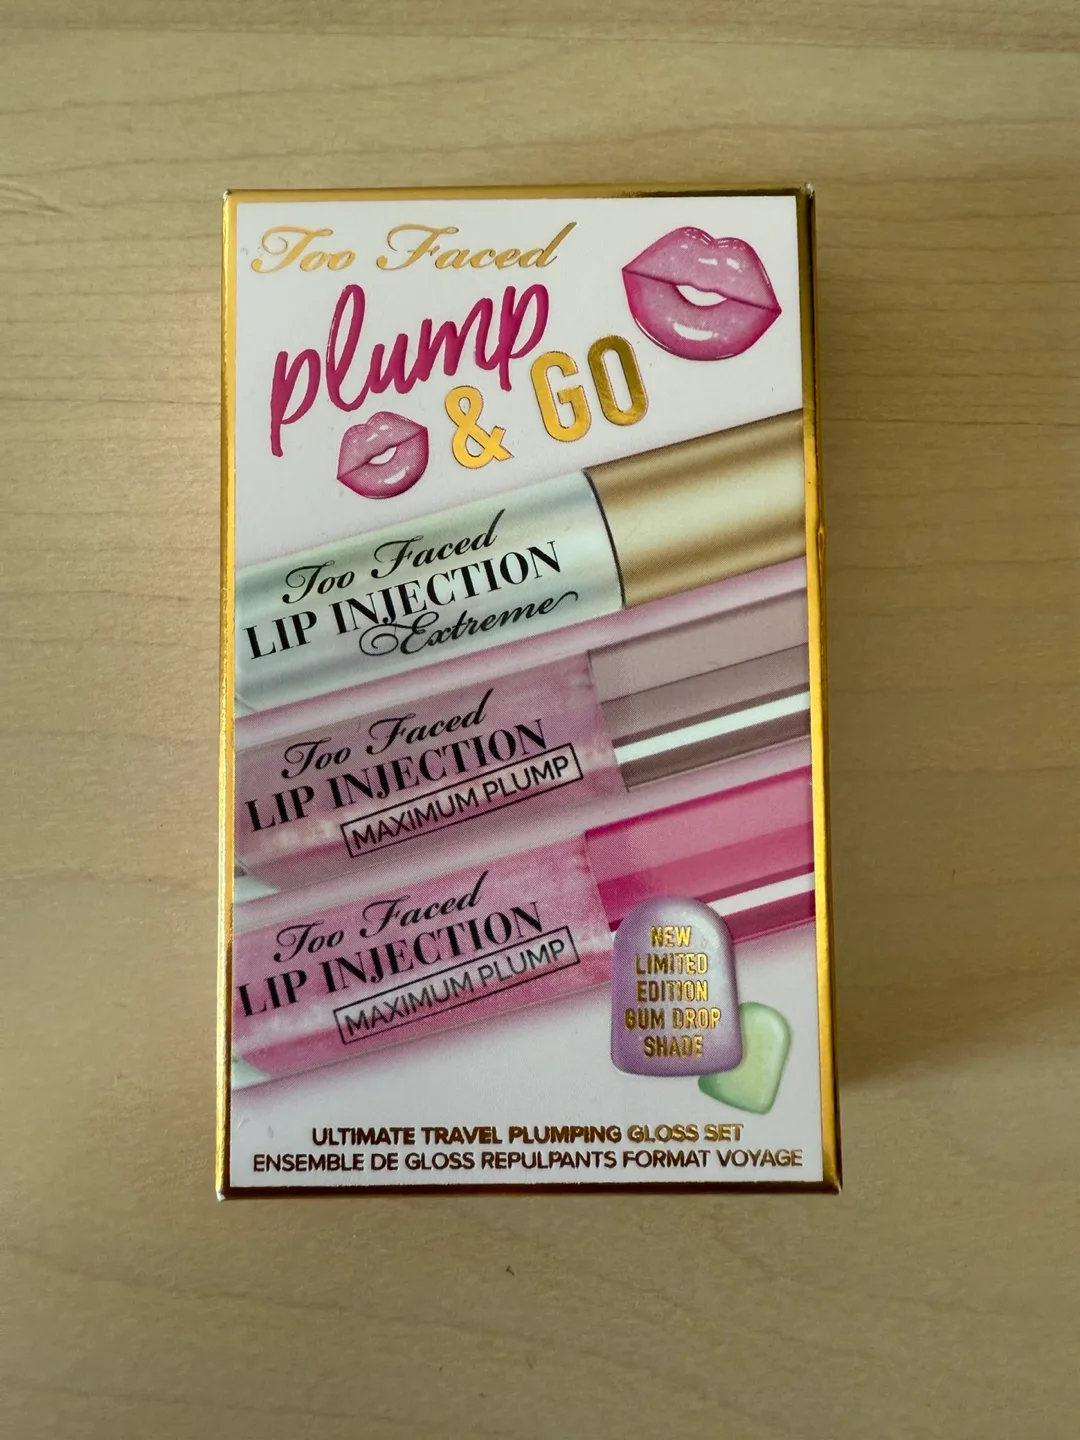 Too Faced
plump
& GO
Too Faced
LIP INJECTION
Extreme
Too Faced
LIP INJECTION
MAXIMUM PLUMP
Too Faced
LIP INJECTION
MAXIMUM PLUMP
NEW
LIMITED
EDITION
GUM DROP
SHADE
ULTIMATE TRAVEL PLUMPING GLOSS SET
ENSEMBLE DE GLOSS REPULPANTS FORMAT VOYAGE